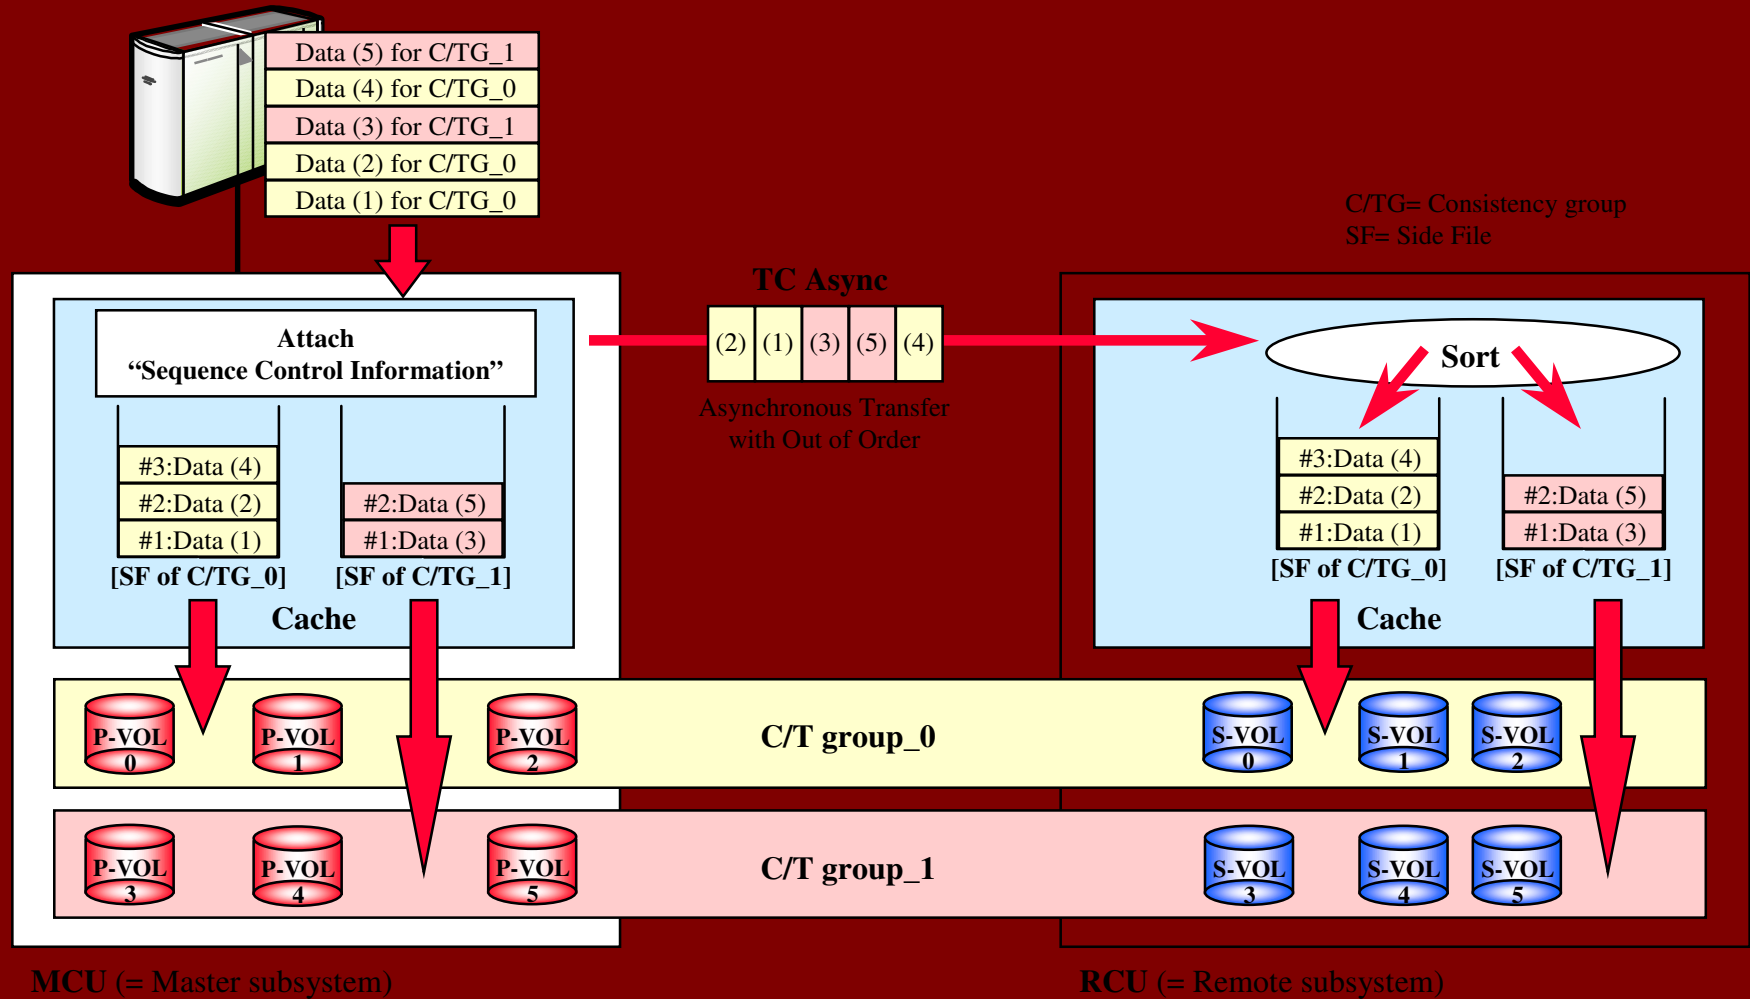 Data (5) for C/TG_1
Data (4) for C/TG_0
Data (3) for C/TG_1
Data (2) for C/TG_0
Data (1) for C/TG_0
C/TG= Consistency group
SF= Side File
Attach
“Sequence Control Information”
#3:Data (4)
#2:Data (2)
#1:Data (1)
[SF of C/TG_0]
#2:Data (5)
#1:Data (3)
[SF of C/TG_1]
Cache
TC Async
(2) (1) (3) (5) (4)
Asynchronous Transfer
with Out of Order
Sort
#3:Data (4)
#2:Data (2)
#1:Data (1)
[SF of C/TG_0]
#2:Data (5)
#1:Data (3)
[SF of C/TG_1]
Cache
P-VOL
0
P-VOL
1
P-VOL
2
C/T group_0
S-VOL
0
S-VOL
1
S-VOL
2
P-VOL
3
P-VOL
4
P-VOL
5
C/T group_1
S-VOL
3
S-VOL
4
S-VOL
5
MCU (= Master subsystem)
RCU (= Remote subsystem)